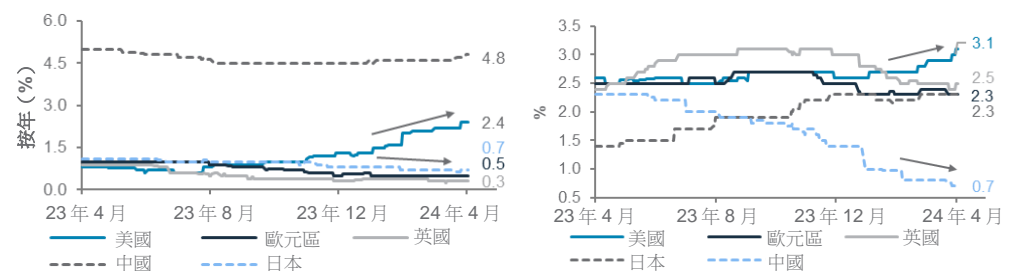 按年（%）
6.0
4.5
3.0
1.5
0.0
4.8
2.4
0.7
0.5
0.3
23 年 4 月
23 年 8 月
23 年 12 月
24 年 4 月
美國
歐元區
英國
中國
日本
%
3.5
3.0
2.5
2.0
1.5
1.0
0.5
3.1
2.5
2.3
2.3
0.7
23 年 4 月
23 年 8 月
23 年 12 月
24 年 4 月
美國
歐元區
英國
日本
中國